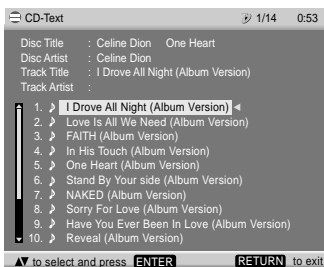 CD-Text 1/14 0:53
Disc Title : Celine Dion One Heart
Disc Artist : Celine Dion
Track Title : I Drove All Night (Album Version)
Track Artist :
1. I Drove All Night (Album Version)
2. Love Is All We Need (Album Version)
3. FAITH (Album Version)
4. In His Touch (Album Version)
5. One Heart (Album Version)
6. Stand By Your side (Album Version)
7. NAKED (Album Version)
8. Sorry For Love (Album Version)
9. Have You Ever Been In Love (Album Version)
10. Reveal (Album Version)
▲▼ to select and press ENTER RETURN to exit